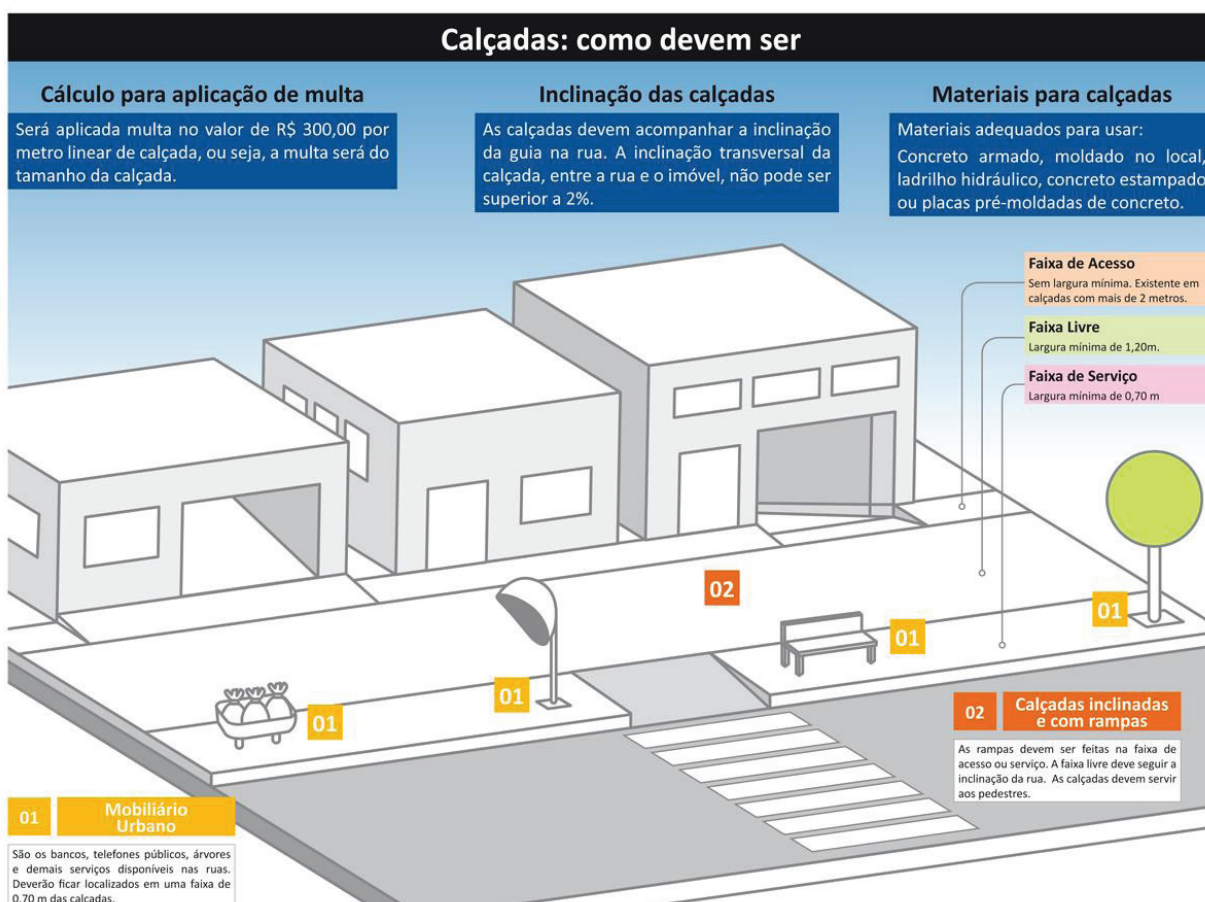 Calçadas: como devem ser
Cálculo para aplicação de multa
Será aplicada multa no valor de R$ 300,00 por
metro linear de calçada, ou seja, a multa será do
tamanho da calçada.
Inclinação das calçadas
As calçadas devem acompanhar a inclinação
da guia na rua. A inclinação transversal da
calçada, entre a rua e o imóvel, não pode ser
superior a 2%.
Materiais para calçadas
Materiais adequados para usar:
Concreto armado, moldado no local,
ladrilho hidráulico, concreto estampado
ou placas pré-moldadas de concreto.
Faixa de Acesso
Sem largura mínima. Existente em
calçadas com mais de 2 metros.
Faixa Livre
Largura mínima de 1,20m.
Faixa de Serviço
Largura mínima de 0,70 m
02
01
01
01
01
02
Calçadas inclinadas
e com rampas
As rampas devem ser feitas na faixa de
acesso ou serviço. A faixa livre deve seguir a
inclinação da rua. As calçadas devem servir
aos pedestres.
01
Mobiliário
Urbano
São os bancos, telefones públicos, árvores
e demais serviços disponíveis nas ruas.
Deverão ficar localizados em uma faixa de
0,70 m das calçadas.